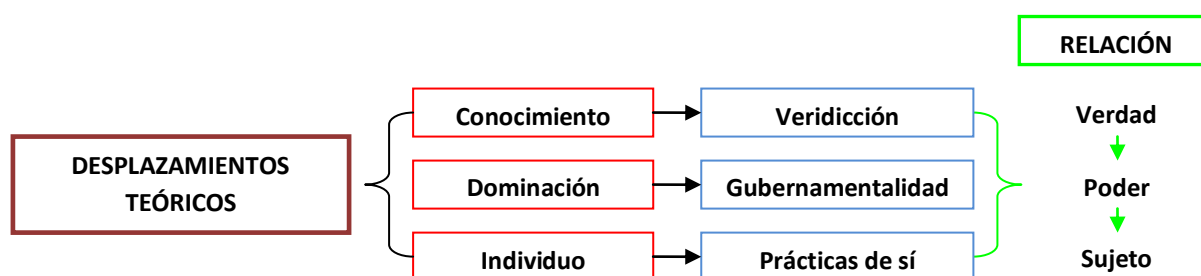 RELACIÓN
DESPLAZAMIENTOS
TEÓRICOS
Conocimiento
Veridicción
Verdad
Dominación
Gubernamentalidad
Poder
Individuo
Prácticas de sí
Sujeto